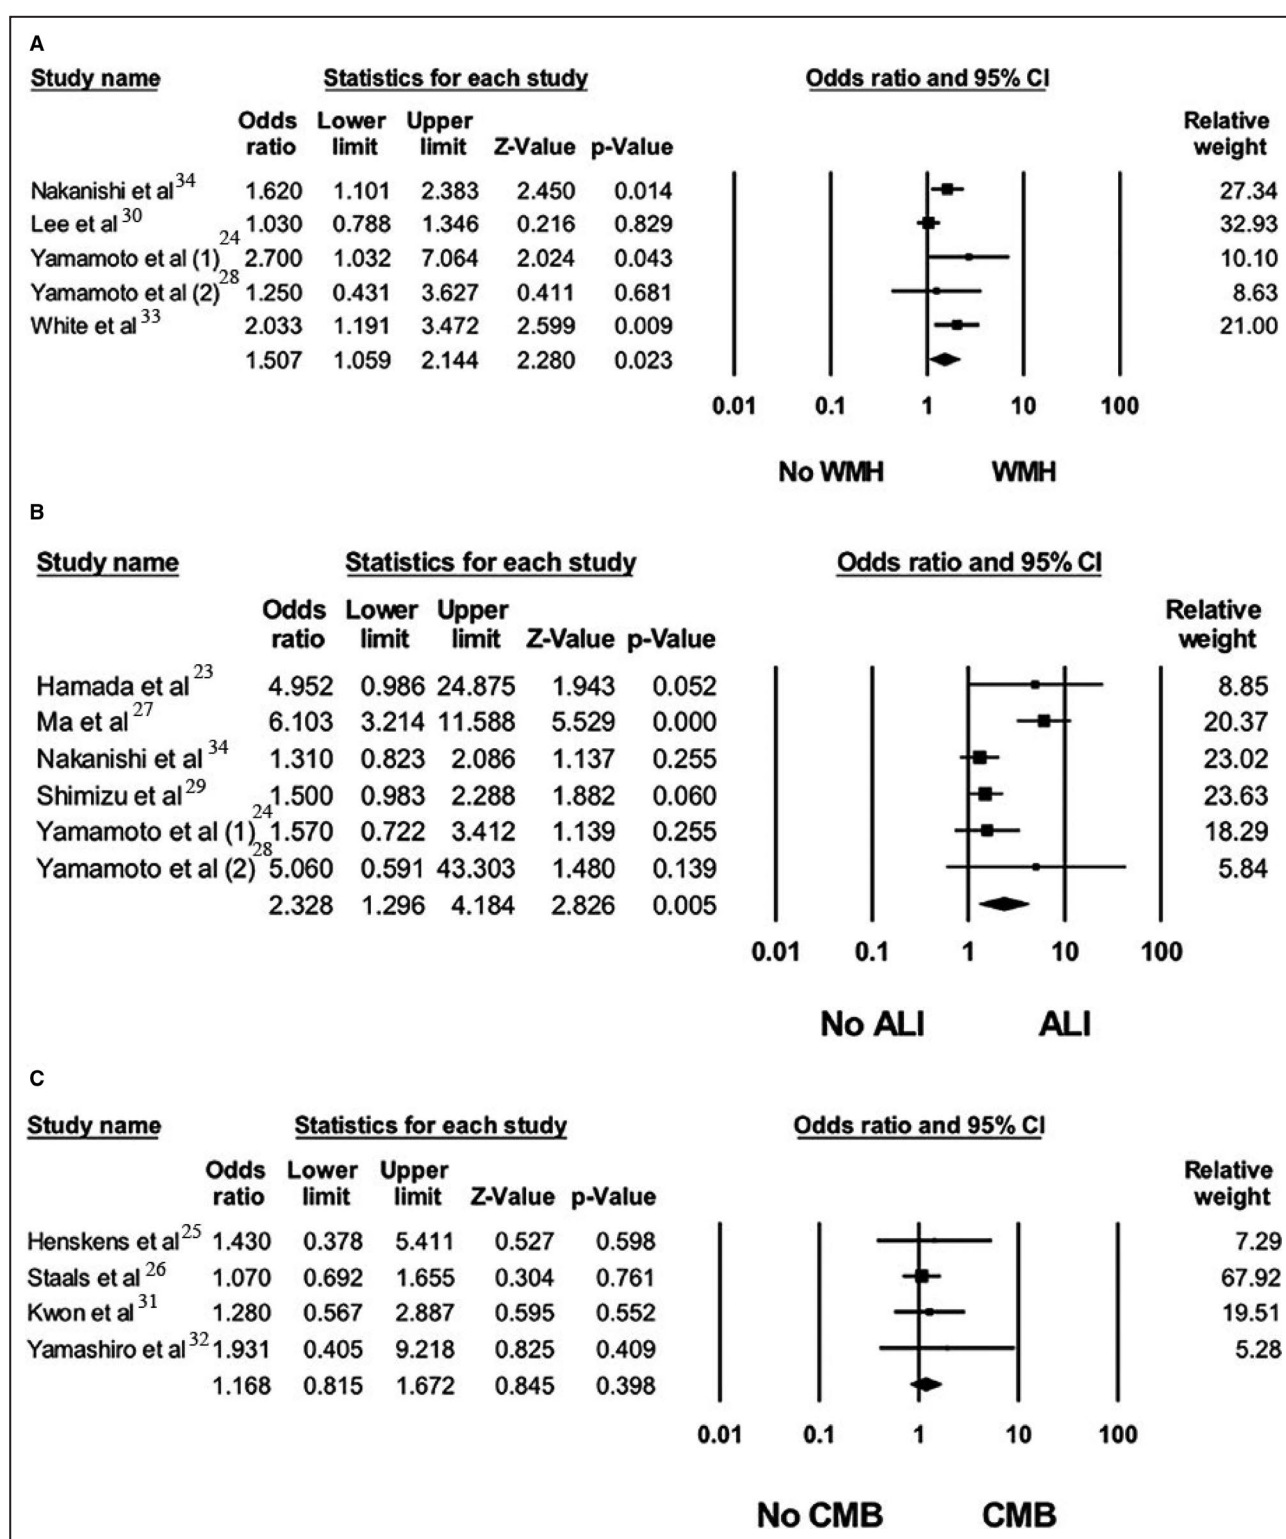 A
Study name Statistics for each study Odds ratio and 95% CI
Odds Lower Upper Relative
ratio limit limit Z-Value p-Value weight
Nakanishi et al 34 1.620 1.101 2.383 2.450 0.014 27.34
Lee et al 30 1.030 0.788 1.346 0.216 0.829 32.93
Yamamoto et al (1) 24 2.700 1.032 7.064 2.024 0.043 10.10
Yamamoto et al (2) 28 1.250 0.431 3.627 0.411 0.681 8.63
White et al 33 2.033 1.191 3.472 2.599 0.009 21.00
1.507 1.059 2.144 2.280 0.023
0.01 0.1 1 10 100
No WMH WMH
B
Study name Statistics for each study Odds ratio and 95% CI
Odds Lower Upper Relative
ratio limit limit Z-Value p-Value weight
Hamada et al 23 4.952 0.986 24.875 1.943 0.052 8.85
Ma et al 27 6.103 3.214 11.588 5.529 0.000 20.37
Nakanishi et al 34 1.310 0.823 2.086 1.137 0.255 23.02
Shimizu et al 29 1.500 0.983 2.288 1.882 0.060 23.63
Yamamoto et al (1) 24 1.570 0.722 3.412 1.139 0.255 18.29
Yamamoto et al (2) 28 5.060 0.591 43.303 1.480 0.139 5.84
2.328 1.296 4.184 2.826 0.005
0.01 0.1 1 10 100
No ALI ALI
C
Study name Statistics for each study Odds ratio and 95% CI
Odds Lower Upper Relative
ratio limit limit Z-Value p-Value weight
Henskens et al 25 1.430 0.378 5.411 0.527 0.598 7.29
Staals et al 26 1.070 0.692 1.655 0.304 0.761 67.92
Kwon et al 31 1.280 0.567 2.887 0.595 0.552 19.51
Yamashiro et al 32 1.931 0.405 9.218 0.825 0.409 5.28
1.168 0.815 1.672 0.845 0.398
0.01 0.1 1 10 100
No CMB CMB